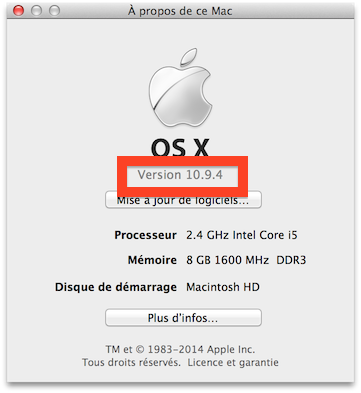 À propos de ce Mac
OS X
Version 10.9.4
Mise à jour de logiciels...
Processeur 2.4 GHz Intel Core i5
Mémoire 8 GB 1600 MHz DDR3
Disque de démarrage Macintosh HD
Plus d'infos...
TM et © 1983-2014 Apple Inc.
Tous droits réservés. Licence et garantie